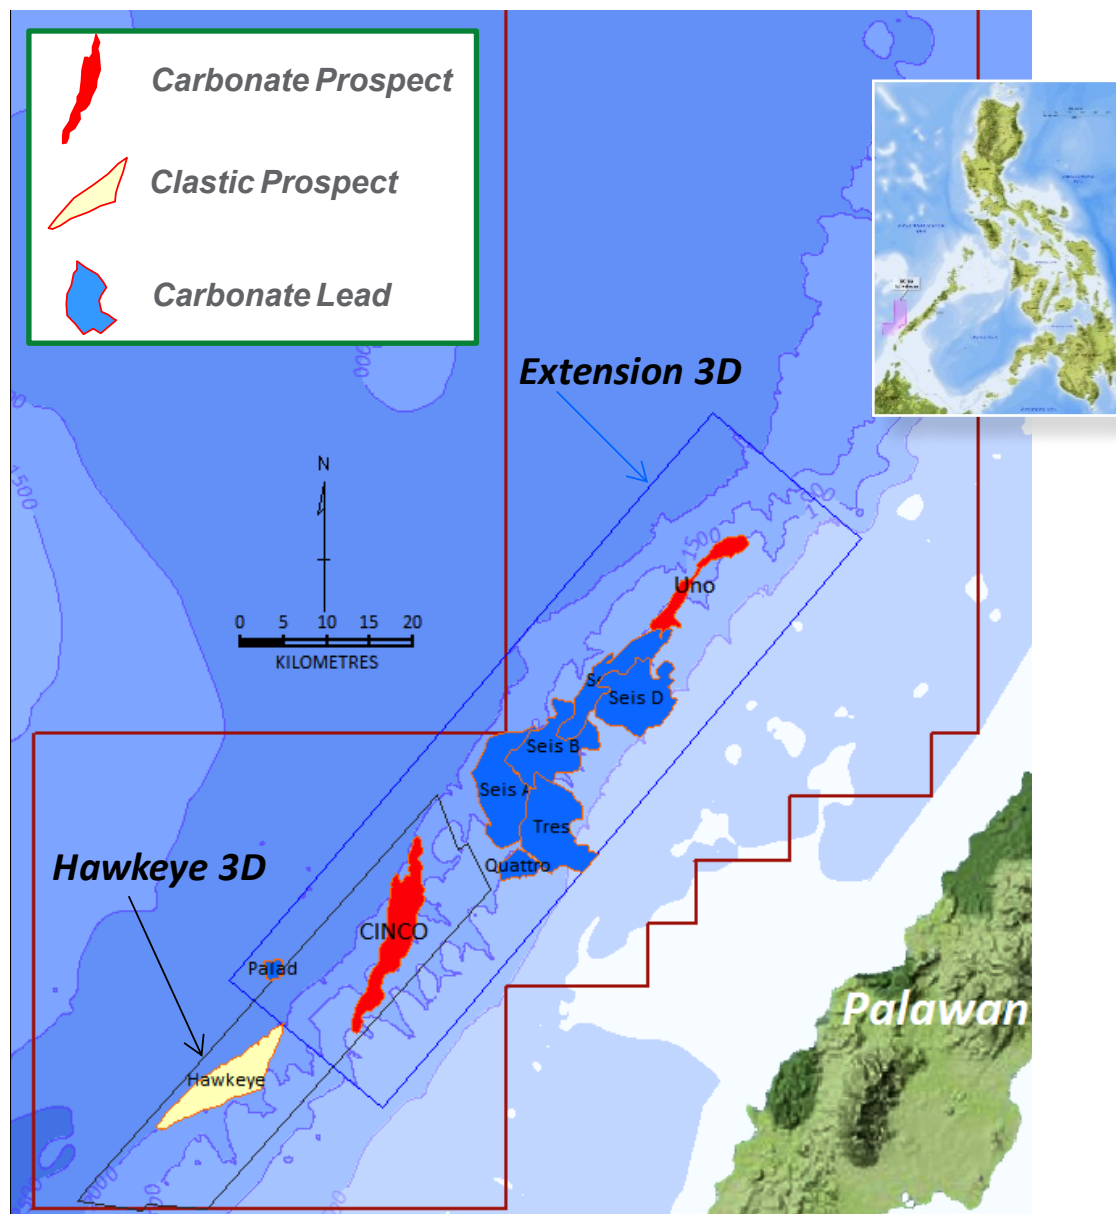 Carbonate Prospect
Clastic Prospect
Carbonate Lead
Extension 3D
N
0 5 10 15 20
KILOMETRES
1500
1500
Uno
Seis D
Seis B
Seis A
Tres
Quattro
Hawkeye 3D
CINCO
Palad
Hawkeye
Palawan